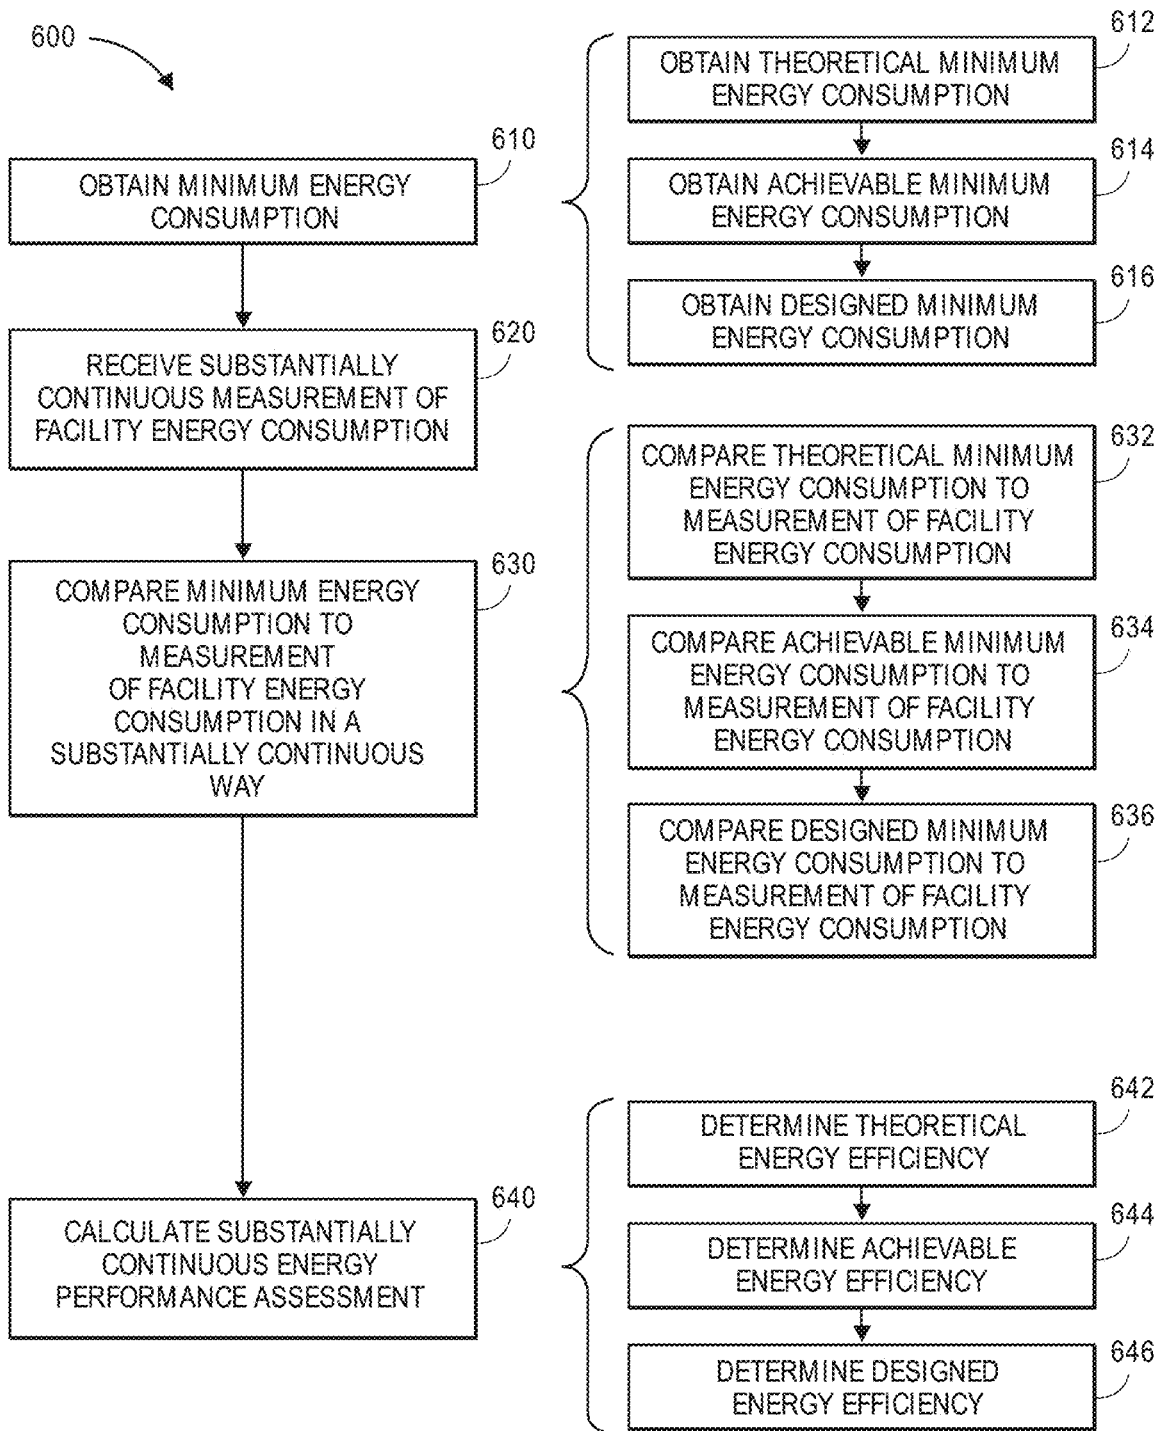 600
610
OBTAIN MINIMUM ENERGY
CONSUMPTION
620
RECEIVE SUBSTANTIALLY
CONTINUOUS MEASUREMENT OF
FACILITY ENERGY CONSUMPTION
630
COMPARE MINIMUM ENERGY
CONSUMPTION TO
MEASUREMENT
OF FACILITY ENERGY
CONSUMPTION IN A
SUBSTANTIALLY CONTINUOUS
WAY
640
CALCULATE SUBSTANTIALLY
CONTINUOUS ENERGY
PERFORMANCE ASSESSMENT
612
OBTAIN THEORETICAL MINIMUM
ENERGY CONSUMPTION
614
OBTAIN ACHIEVABLE MINIMUM
ENERGY CONSUMPTION
616
OBTAIN DESIGNED MINIMUM
ENERGY CONSUMPTION
632
COMPARE THEORETICAL MINIMUM
ENERGY CONSUMPTION TO
MEASUREMENT OF FACILITY
ENERGY CONSUMPTION
634
COMPARE ACHIEVABLE MINIMUM
ENERGY CONSUMPTION TO
MEASUREMENT OF FACILITY
ENERGY CONSUMPTION
636
COMPARE DESIGNED MINIMUM
ENERGY CONSUMPTION TO
MEASUREMENT OF FACILITY
ENERGY CONSUMPTION
642
DETERMINE THEORETICAL
ENERGY EFFICIENCY
644
DETERMINE ACHIEVABLE
ENERGY EFFICIENCY
646
DETERMINE DESIGNED
ENERGY EFFICIENCY